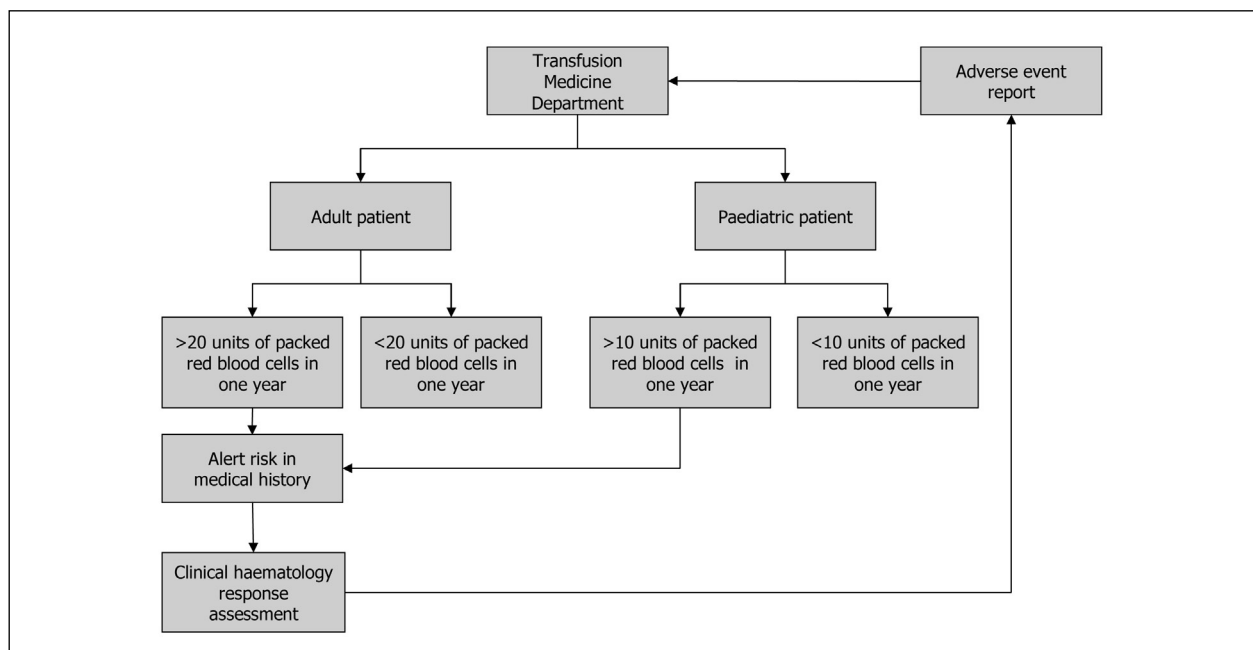 Transfusion
Medicine
Department
Adverse event
report
Adult patient
Paediatric patient
>20 units of packed
red blood cells in
one year
<20 units of packed
red blood cells in
one year
>10 units of packed
red blood cells  in
one year
<10 units of packed
red blood cells in
one year
Alert risk in
medical history
Clinical haematology
response
assessment